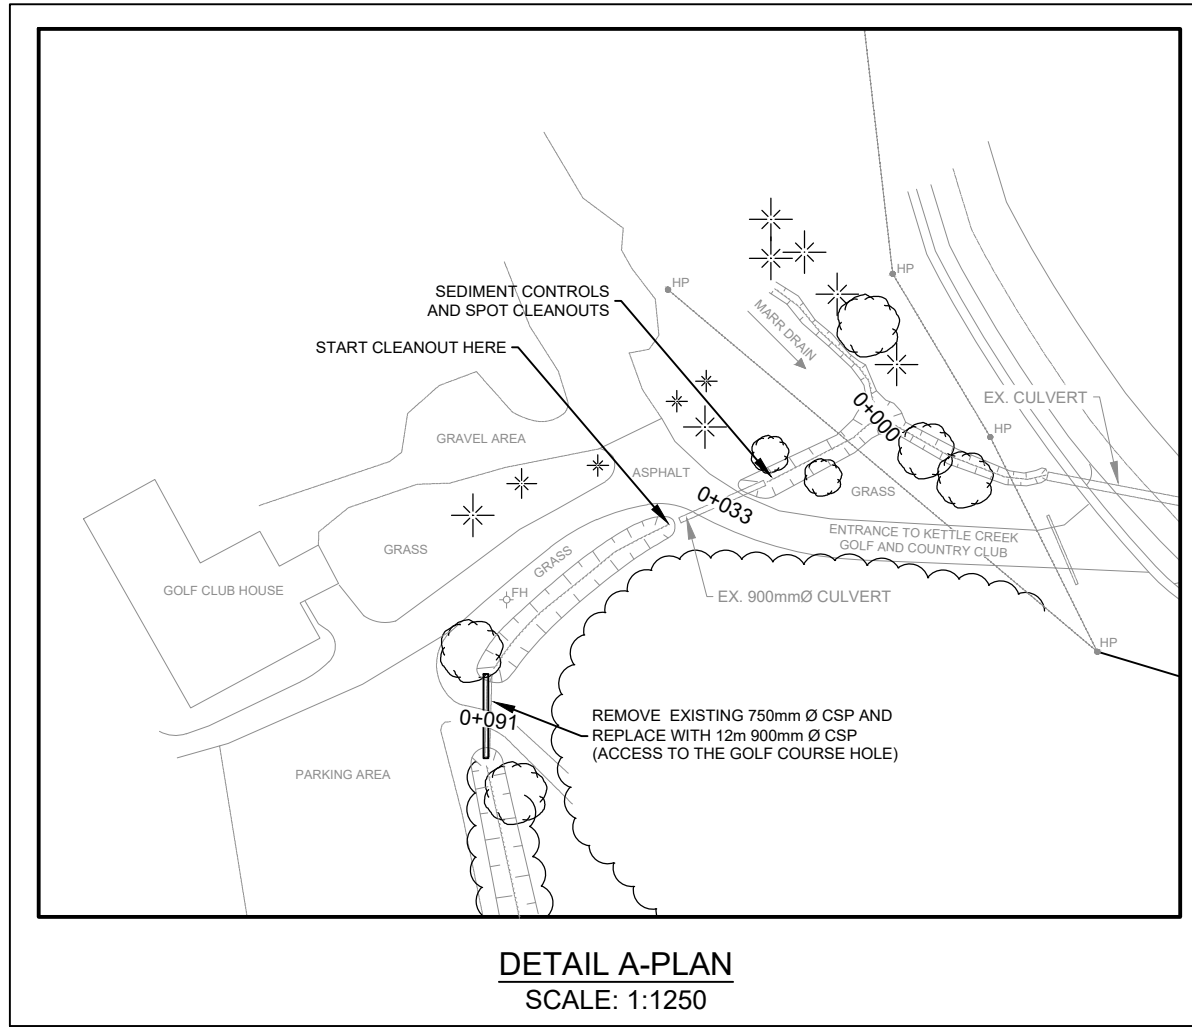 HP
HP
SEDIMENT CONTROLS
AND SPOT CLEANOUTS
MARR DRAIN
START CLEANOUT HERE
EX. CULVERT
0+000
HP
GRAVEL AREA
ASPHALT
GRASS
0+033
ENTRANCE TO KETTLE CREEK
GOLF AND COUNTRY CLUB
GRASS
GRASS
GOLF CLUB HOUSE
FH
EX. 900mmØ CULVERT
HP
0+091
REMOVE EXISTING 750mm Ø CSP AND
REPLACE WITH 12m 900mm Ø CSP
(ACCESS TO THE GOLF COURSE HOLE)
PARKING AREA
DETAIL A-PLAN
SCALE: 1:1250